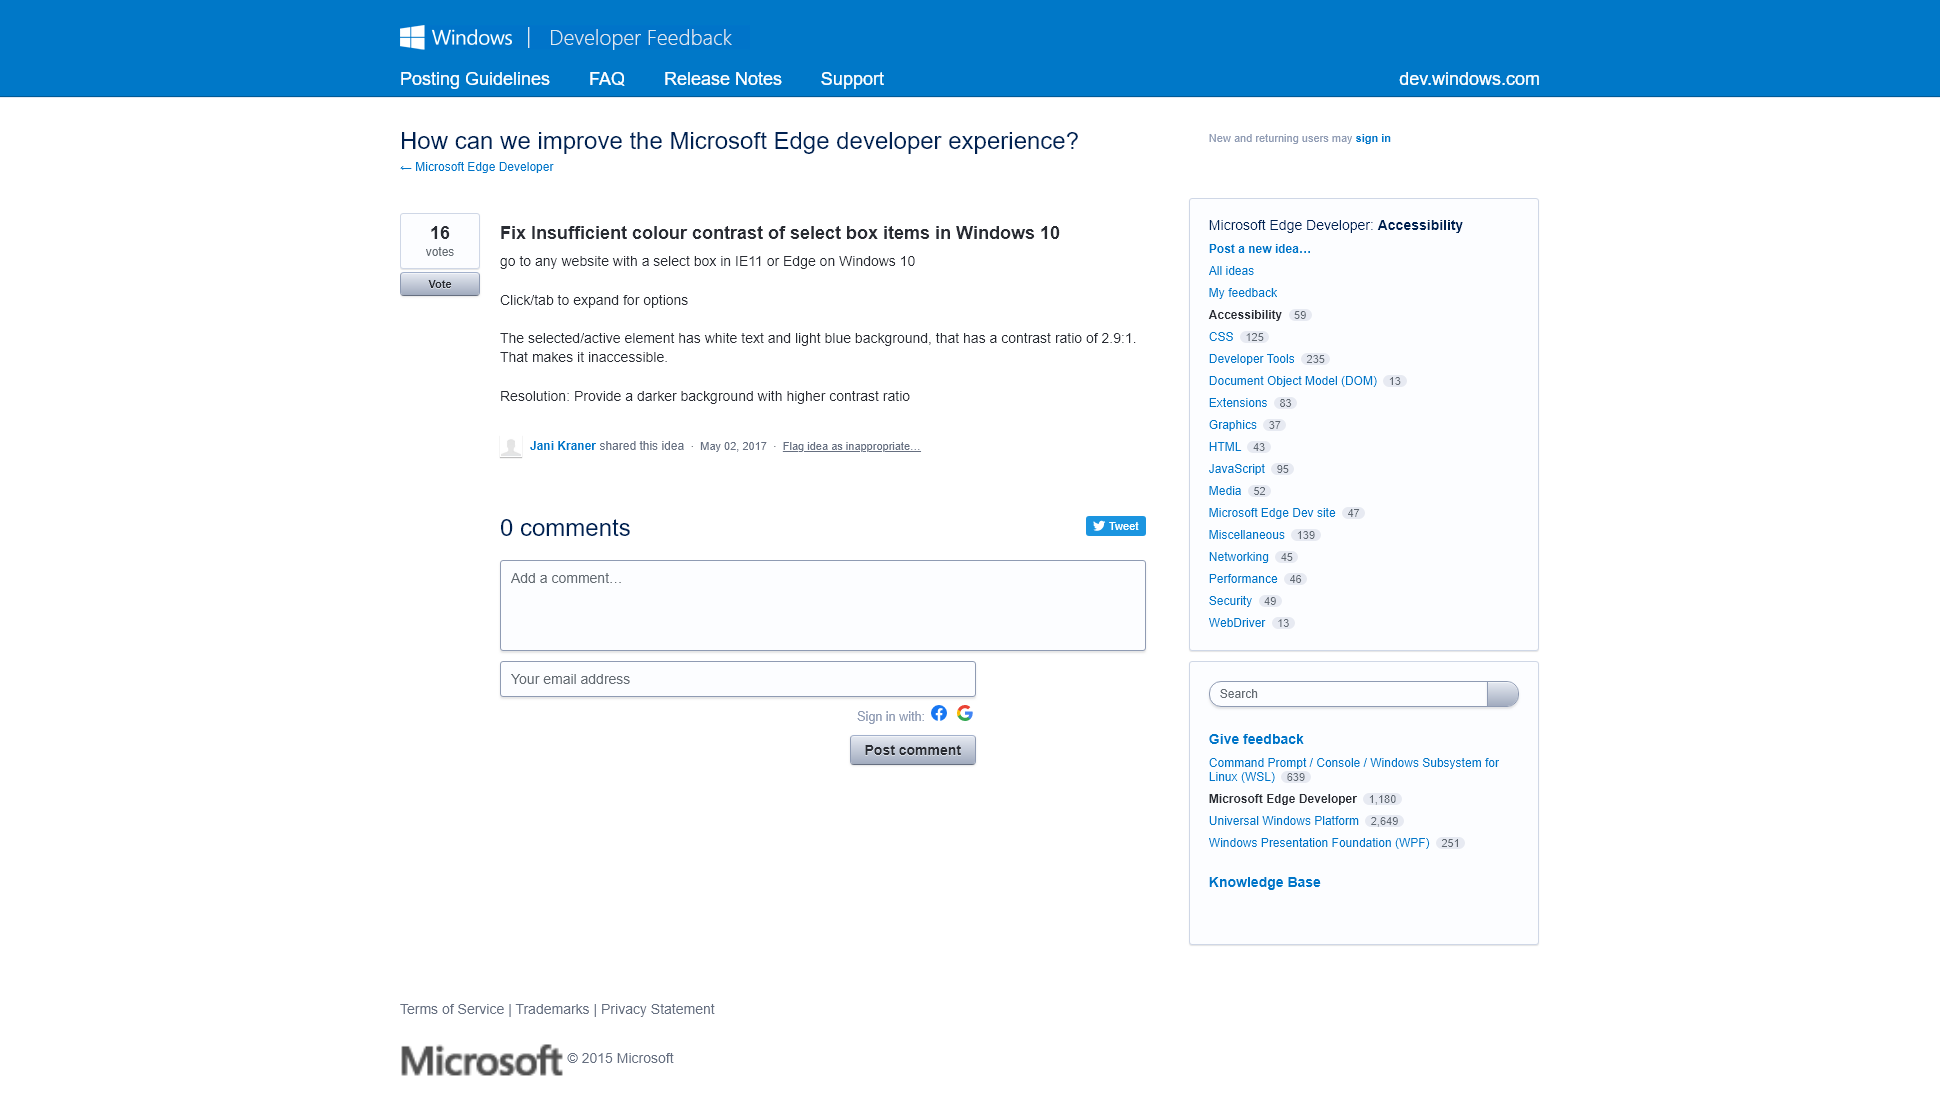 Windows | Developer Feedback
Posting Guidelines FAQ Release Notes Support dev.windows.com
How can we improve the Microsoft Edge developer experience?
← Microsoft Edge Developer
New and returning users may sign in
16
votes
Vote
Fix Insufficient colour contrast of select box items in Windows 10
go to any website with a select box in IE11 or Edge on Windows 10
Click/tab to expand for options
The selected/active element has white text and light blue background, that has a contrast ratio of 2.9:1.
That makes it inaccessible.
Resolution: Provide a darker background with higher contrast ratio
Jani Kraner shared this idea · May 02, 2017 · Flag idea as inappropriate…
0 comments
Tweet
Add a comment…
Your email address
Sign in with:
Post comment
Microsoft Edge Developer: Accessibility
Post a new idea…
All ideas
My feedback
Accessibility 59
CSS 125
Developer Tools 235
Document Object Model (DOM) 13
Extensions 83
Graphics 37
HTML 43
JavaScript 95
Media 52
Microsoft Edge Dev site 47
Miscellaneous 139
Networking 45
Performance 46
Security 49
WebDriver 13
Search
Give feedback
Command Prompt / Console / Windows Subsystem for
Linux (WSL) 639
Microsoft Edge Developer 1,180
Universal Windows Platform 2,649
Windows Presentation Foundation (WPF) 251
Knowledge Base
Terms of Service | Trademarks | Privacy Statement
Microsoft © 2015 Microsoft